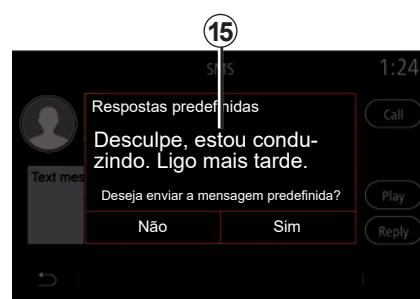 15
SMS
1:24
Respostas predefinidas
Call
Desculpe, estou condu-
zindo. Ligo mais tarde.
Text mes
Deseja enviar a mensagem predefinida?
Play
Não
Sim
Reply